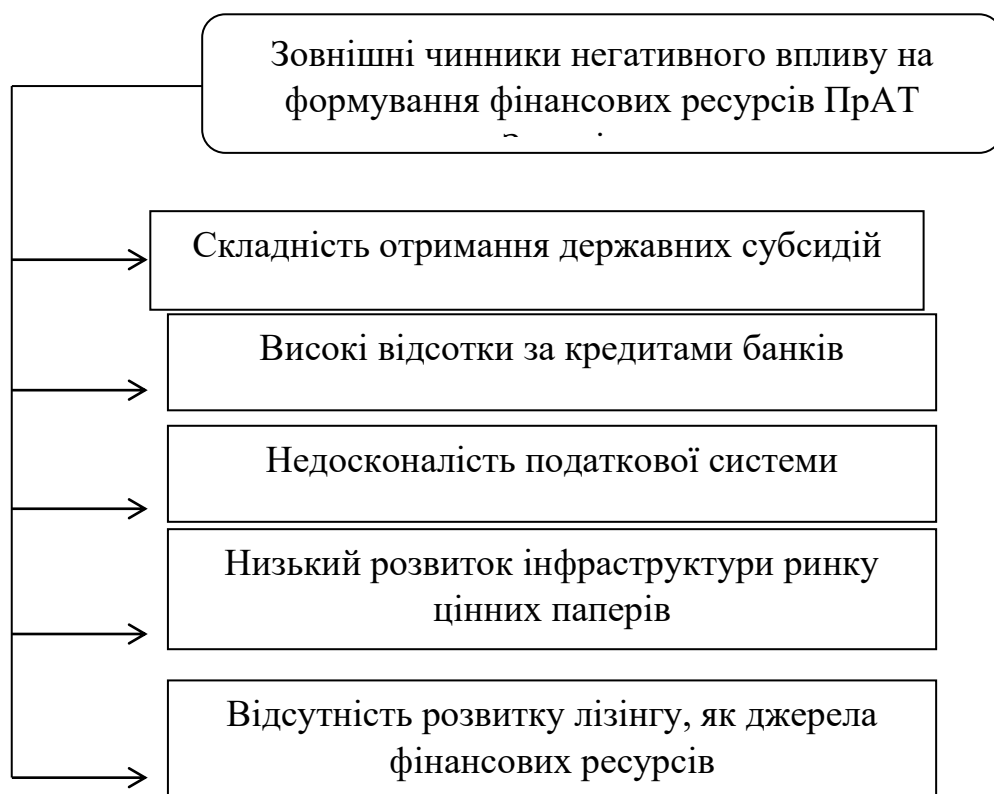 Зовнішні чинники негативного впливу на
формування фінансових ресурсів ПрАТ
Складність отримання державних субсидій
Високі відсотки за кредитами банків
Недосконалість податкової системи
Низький розвиток інфраструктури ринку
цінних паперів
Відсутність розвитку лізінгу, як джерела
фінансових ресурсів